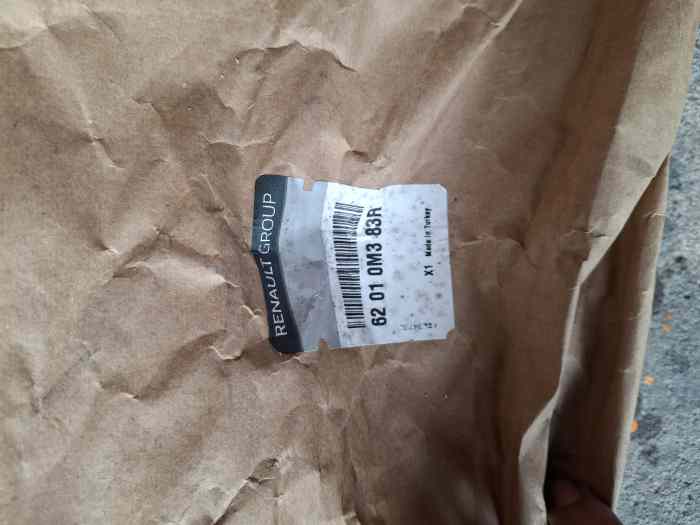 RENAULT GROUP
62 01 0M3 83R
X1 Made in Turkey